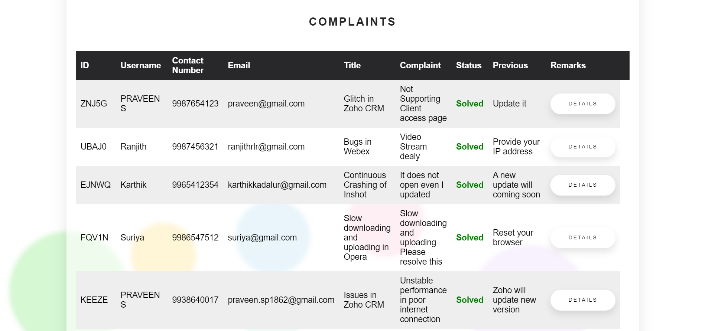 COMPLAINTS
ID Username Contact Number Email Title Complaint Status Previous Remarks
ZNJ5G PRAVEEN S 9987654123 praveen@gmail.com Glitch in Zoho CRM Not Supporting Client access page Solved Update it DETAILS
UBAJ0 Ranjith 9987456321 ranjithrlr@gmail.com Bugs in Webex Video Stream dealy Solved Provide your IP address DETAILS
EJNWQ Karthik 9965412354 karthikkadalur@gmail.com Continuous Crashing of Inshot It does not open even I updated Solved A new update will coming soon DETAILS
FQV1N Suriya 9986547512 suriya@gmail.com Slow downloading and uploading in Opera Slow downloading and uploading Please resolve this Solved Reset your browser DETAILS
KEEZE PRAVEEN S 9938640017 praveen.sp1862@gmail.com Issues in Zoho CRM Unstable performance in poor internet connection Solved Zoho will update new version DETAILS